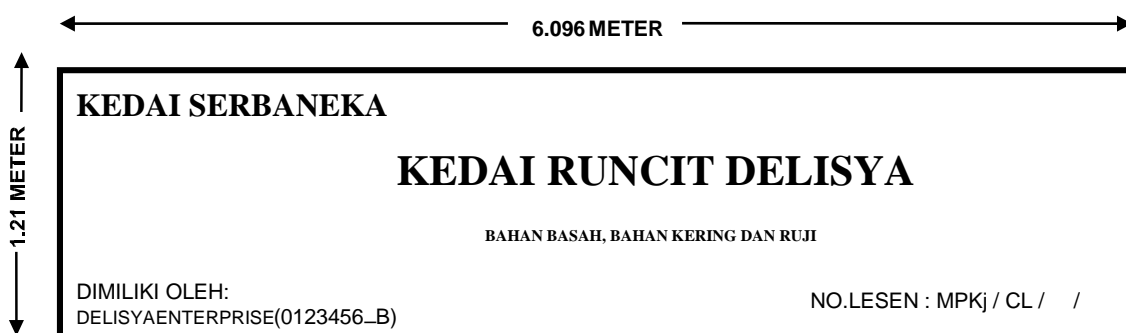 6.096 METER
1.21 METER
KEDAI SERBANEKA
KEDAI RUNCIT DELISYA
BAHAN BASAH, BAHAN KERING DAN RUJI
DIMILIKI OLEH:
DELISYAENTERPRISE(0123456_B)
NO.LESEN : MPKj / CL / /